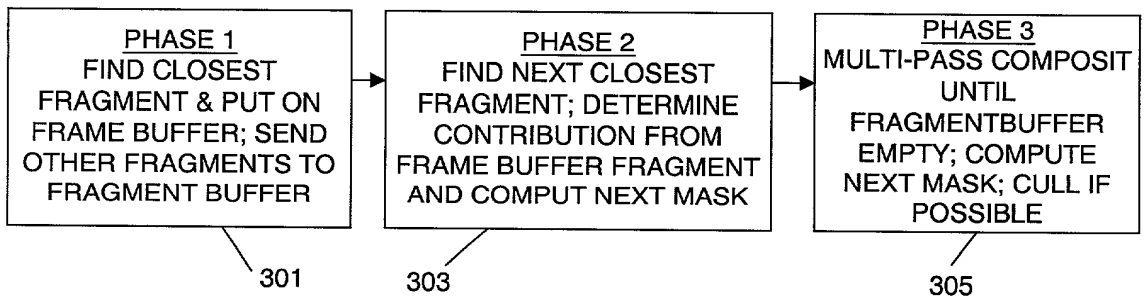 PHASE 1
FIND CLOSEST
FRAGMENT & PUT ON
FRAME BUFFER; SEND
OTHER FRAGMENTS TO
FRAGMENT BUFFER
PHASE 2
FIND NEXT CLOSEST
FRAGMENT; DETERMINE
CONTRIBUTION FROM
FRAME BUFFER FRAGMENT
AND COMPUT NEXT MASK
PHASE 3
MULTI-PASS COMPOSIT
UNTIL
FRAGMENTBUFFER
EMPTY; COMPUTE
NEXT MASK; CULL IF
POSSIBLE
301
303
305